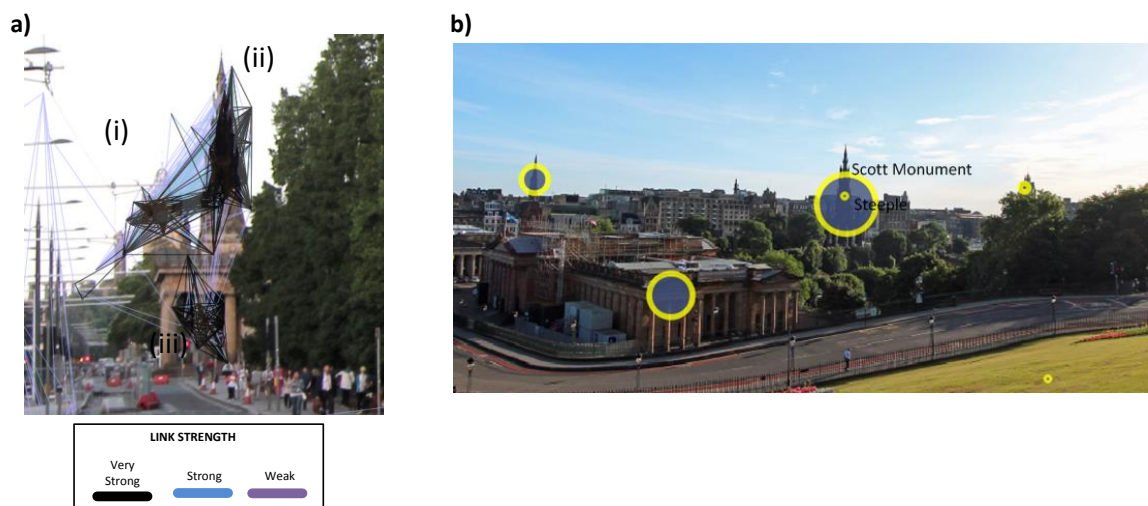 a)
(i)
(ii)
(iii)
LINK STRENGTH
Very
Strong
Strong
Weak
b)
Scott Monument
Steeple